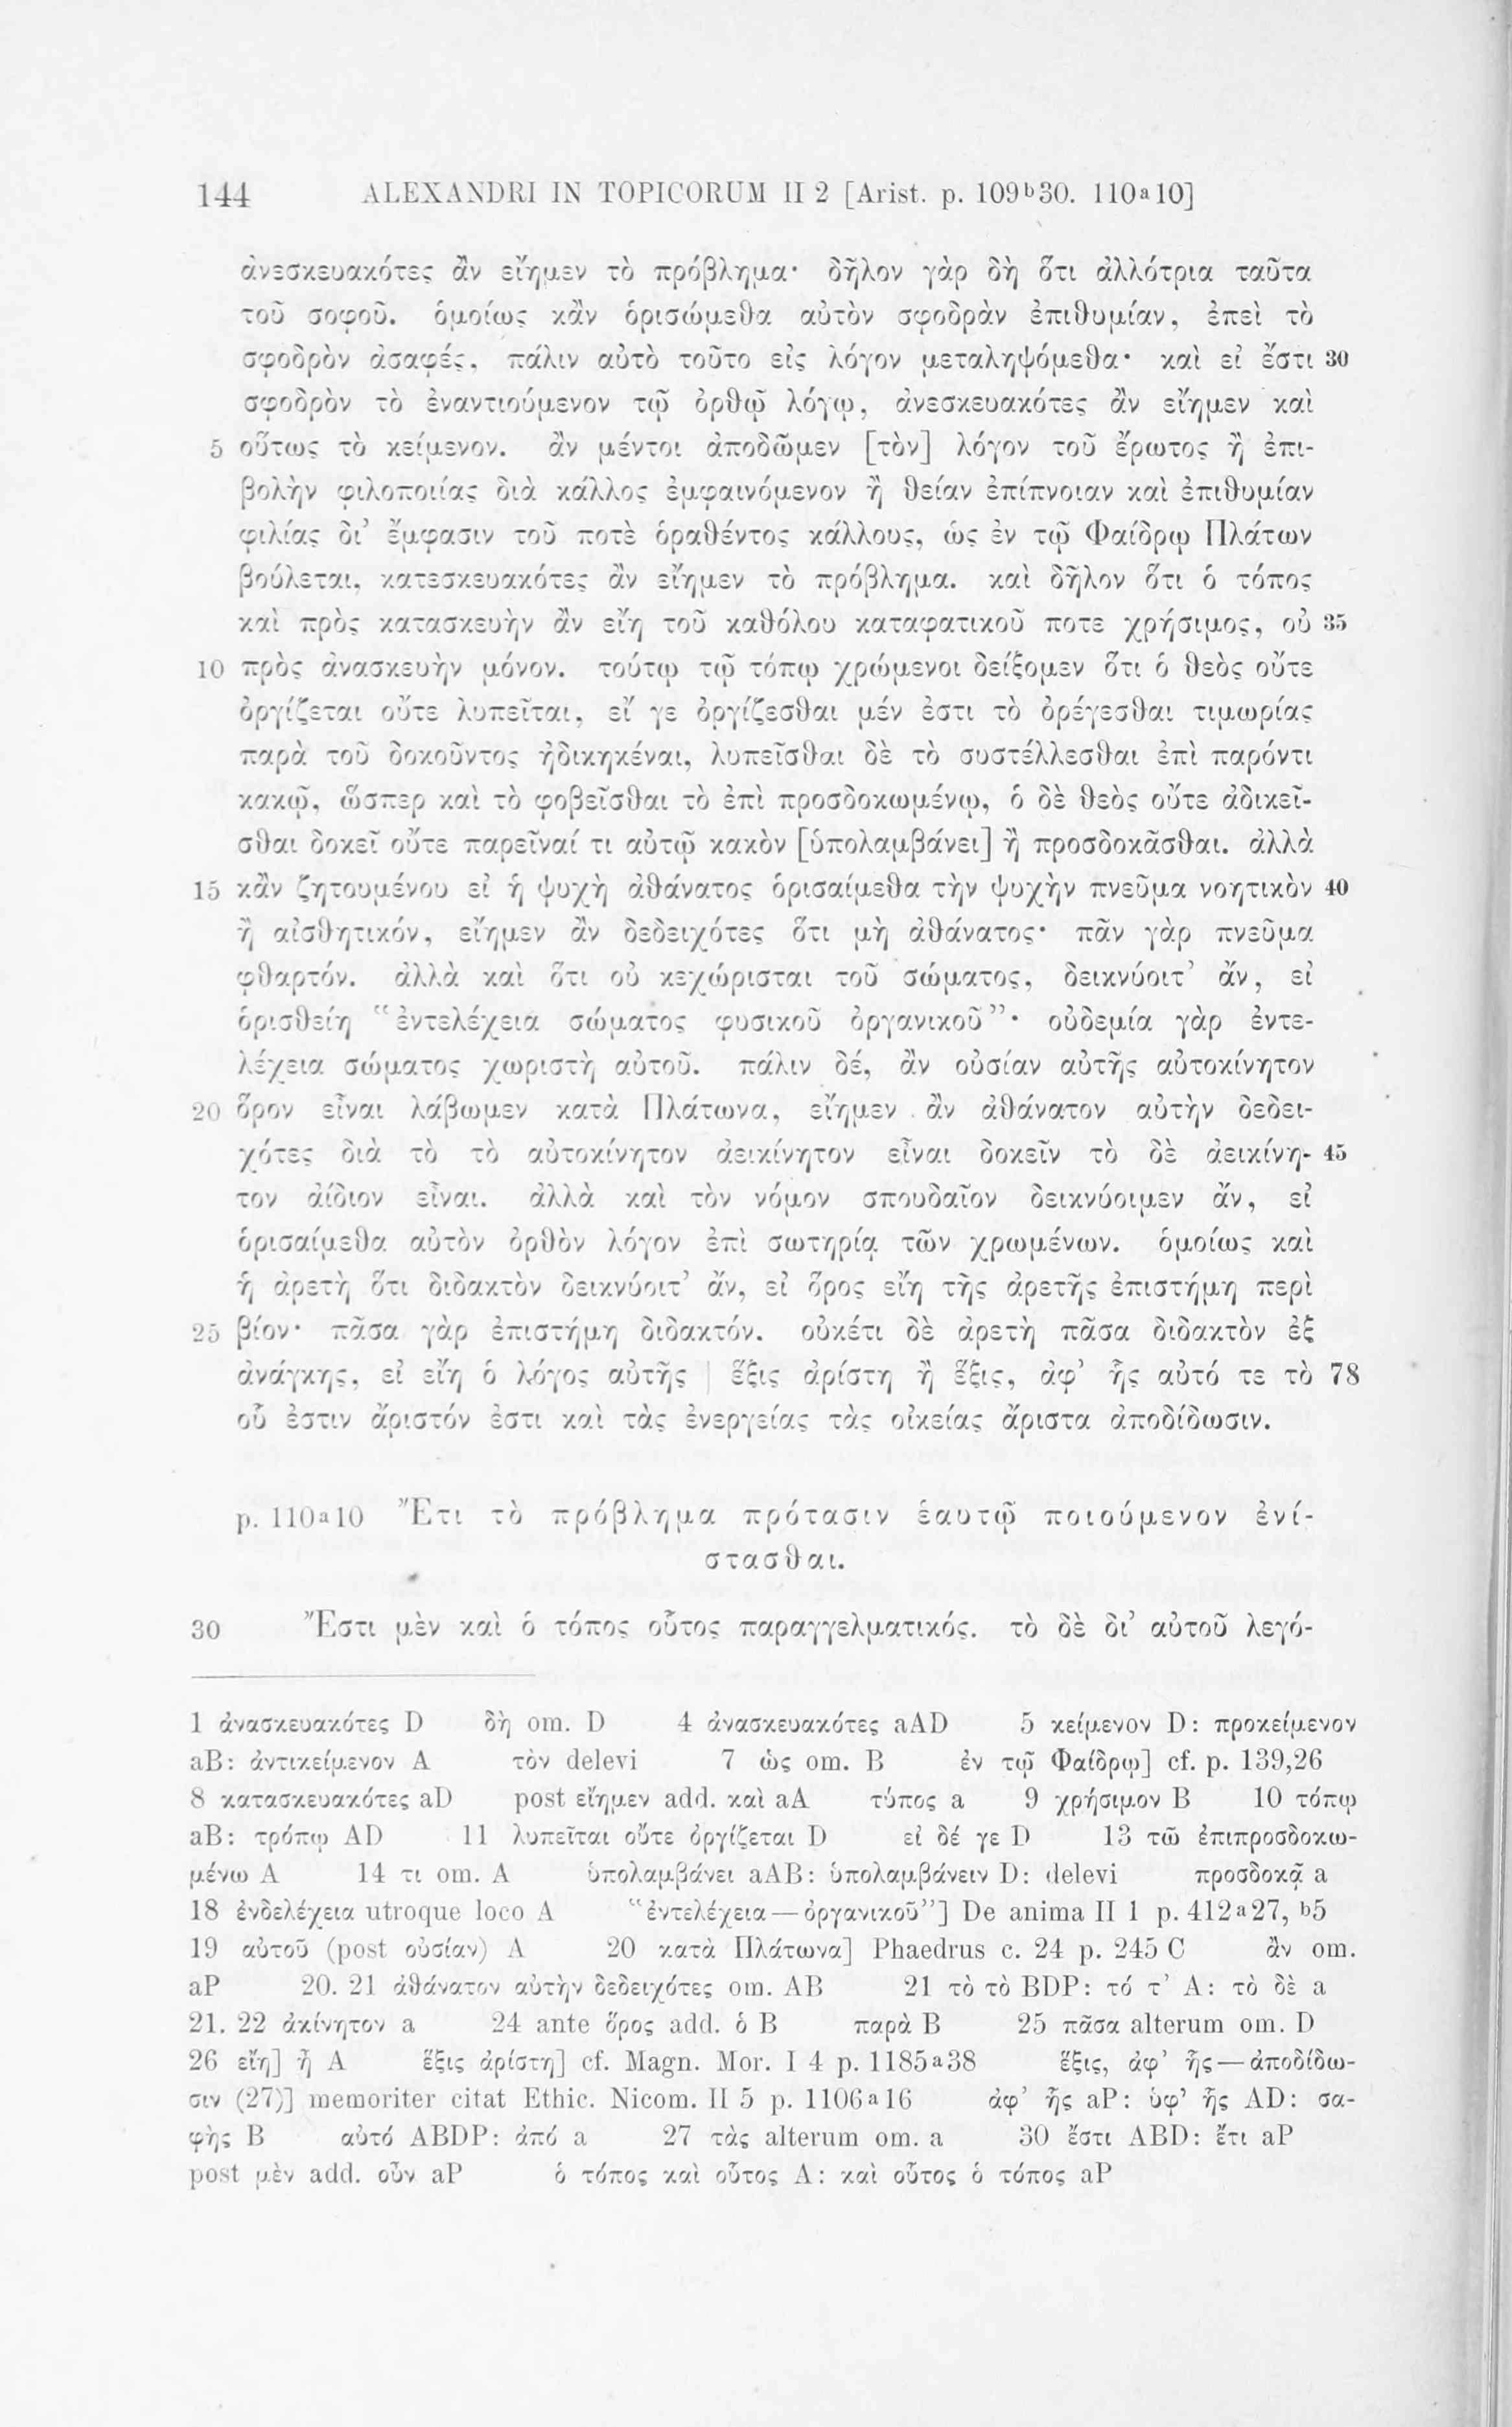 144 ALEXANDRI IN TOPICORUM II 2 [Arist. p. 109ᵇ30. 110ᵃ10]
ἀνεσκευακότες ἂν εἴημεν τὸ πρόβλημα· δῆλον γὰρ δὴ ὅτι ἀλλότρια ταῦτα
τοῦ σοφοῦ. ὁμοίως κἂν ὁρισώμεθα αὐτὸν σφοδρὰν ἐπιθυμίαν, ἐπεὶ τὸ
σφοδρὸν ἀσαφές, πάλιν αὐτὸ τοῦτο εἰς λόγον μεταληψόμεθα· καὶ εἰ ἔστι 30
σφοδρὸν τὸ ἐναντιούμενον τῷ ὀρθῷ λόγῳ, ἀνεσκευακότες ἂν εἴημεν καὶ
5 οὕτως τὸ κείμενον. ἂν μέντοι ἀποδῶμεν [τὸν] λόγον τοῦ ἔρωτος ἢ ἐπι-
βολὴν φιλοποιίας διὰ κάλλος ἐμφαινόμενον ἢ θείαν ἐπίπνοιαν καὶ ἐπιθυμίαν
φιλίας δι’ ἔμφασιν τοῦ ποτὲ ὁραθέντος κάλλους, ὡς ἐν τῷ Φαίδρῳ Πλάτων
βούλεται, κατεσκευακότες ἂν εἴημεν τὸ πρόβλημα. καὶ δῆλον ὅτι ὁ τόπος
καὶ πρὸς κατασκευὴν ἂν εἴη τοῦ καθόλου καταφατικοῦ ποτε χρήσιμος, οὐ 35
10 πρὸς ἀνασκευὴν μόνον. τούτῳ τῷ τόπῳ χρώμενοι δείξομεν ὅτι ὁ θεὸς οὔτε
ὀργίζεται οὔτε λυπεῖται, εἴ γε ὀργίζεσθαι μέν ἐστι τὸ ὀρέγεσθαι τιμωρίας
παρὰ τοῦ δοκοῦντος ἠδικηκέναι, λυπεῖσθαι δὲ τὸ συστέλλεσθαι ἐπὶ παρόντι
κακῷ, ὥσπερ καὶ τὸ φοβεῖσθαι τὸ ἐπὶ προσδοκωμένῳ, ὁ δὲ θεὸς οὔτε ἀδικεῖ-
σθαι δοκεῖ οὔτε παρεῖναί τι αὐτῷ κακὸν [ὑπολαμβάνει] ἢ προσδοκᾶσθαι. ἀλλὰ
15 κἂν ζητουμένου εἰ ἡ ψυχὴ ἀθάνατος ὁρισαίμεθα τὴν ψυχὴν πνεῦμα νοητικὸν 40
ἢ αἰσθητικόν, εἴημεν ἂν δεδειχότες ὅτι μὴ ἀθάνατος· πᾶν γὰρ πνεῦμα
φθαρτόν. ἀλλὰ καὶ ὅτι οὐ κεχώρισται τοῦ σώματος, δεικνύοιτ’ ἄν, εἰ
ὁρισθείη “ἐντελέχεια σώματος φυσικοῦ ὀργανικοῦ”· οὐδεμία γὰρ ἐντε-
λέχεια σώματος χωριστὴ αὐτοῦ. πάλιν δέ, ἂν οὐσίαν αὐτῆς αὐτοκίνητον
20 ὅρον εἶναι λάβωμεν κατὰ Πλάτωνα, εἴημεν ἂν ἀθάνατον αὐτὴν δεδει-
χότες διὰ τὸ τὸ αὐτοκίνητον ἀεικίνητον εἶναι δοκεῖν τὸ δὲ ἀεικίνη- 45
τον ἀίδιον εἶναι. ἀλλὰ καὶ τὸν νόμον σπουδαῖον δεικνύοιμεν ἄν, εἰ
ὁρισαίμεθα αὐτὸν ὀρθὸν λόγον ἐπὶ σωτηρίᾳ τῶν χρωμένων. ὁμοίως καὶ
ἡ ἀρετὴ ὅτι διδακτὸν δεικνύοιτ’ ἄν, εἰ ὅρος εἴη τῆς ἀρετῆς ἐπιστήμη περὶ
25 βίον· πᾶσα γὰρ ἐπιστήμη διδακτόν. οὐκέτι δὲ ἀρετὴ πᾶσα διδακτὸν ἐξ
ἀνάγκης, εἰ εἴη ὁ λόγος αὐτῆς | ἕξις ἀρίστη ἢ ἕξις, ἀφ’ ἧς αὐτό τε τὸ 78
οὗ ἐστιν ἄριστόν ἐστι καὶ τὰς ἐνεργείας τὰς οἰκείας ἄριστα ἀποδίδωσιν.
p. 110ᵃ10 Ἔτι τὸ πρόβλημα πρότασιν ἑαυτῷ ποιούμενον ἐνί-
στασθαι.
30 Ἔστι μὲν καὶ ὁ τόπος οὗτος παραγγελματικός. τὸ δὲ δι’ αὐτοῦ λεγό-
1 ἀνασκευακότες D δὴ om. D 4 ἀνασκευακότες aAD 5 κείμενον D: προκείμενον
aB: ἀντικείμενον A τὸν delevi 7 ὡς om. B ἐν τῷ Φαίδρῳ] cf. p. 139,26
8 κατασκευακότες aD post εἴημεν add. καὶ aA τύπος a 9 χρήσιμον B 10 τόπῳ
aB: τρόπῳ AD 11 λυπεῖται οὔτε ὀργίζεται D εἰ δέ γε D 13 τῶ ἐπιπροσδοκω-
μένω A 14 τι om. A ὑπολαμβάνει aAB: ὑπολαμβάνειν D: delevi προσδοκᾷ a
18 ἐνδελέχεια utroque loco A “ἐντελέχεια—ὀργανικοῦ”] De anima II 1 p. 412ᵃ27, ᵇ5
19 αὐτοῦ (post οὐσίαν) A 20 κατὰ Πλάτωνα] Phaedrus c. 24 p. 245 C ἂν om.
aP 20. 21 ἀθάνατον αὐτὴν δεδειχότες om. AB 21 τὸ τὸ BDP: τό τ’ A: τὸ δὲ a
21. 22 ἀκίνητον a 24 ante ὅρος add. ὁ B παρὰ B 25 πᾶσα alterum om. D
26 εἴη] ἦ A ἕξις ἀρίστη] cf. Magn. Mor. I 4 p. 1185ᵃ38 ἕξις, ἀφ’ ἧς—ἀποδίδω-
σιν (27)] memoriter citat Ethic. Nicom. II 5 p. 1106ᵃ16 ἀφ’ ἧς aP: ὑφ’ ἧς AD: σα-
φὴς B αὐτό ABDP: ἀπό a 27 τὰς alterum om. a 30 ἔστι ABD: ἔτι aP
post μὲν add. οὖν aP ὁ τόπος καὶ οὗτος A: καὶ οὗτος ὁ τόπος aP